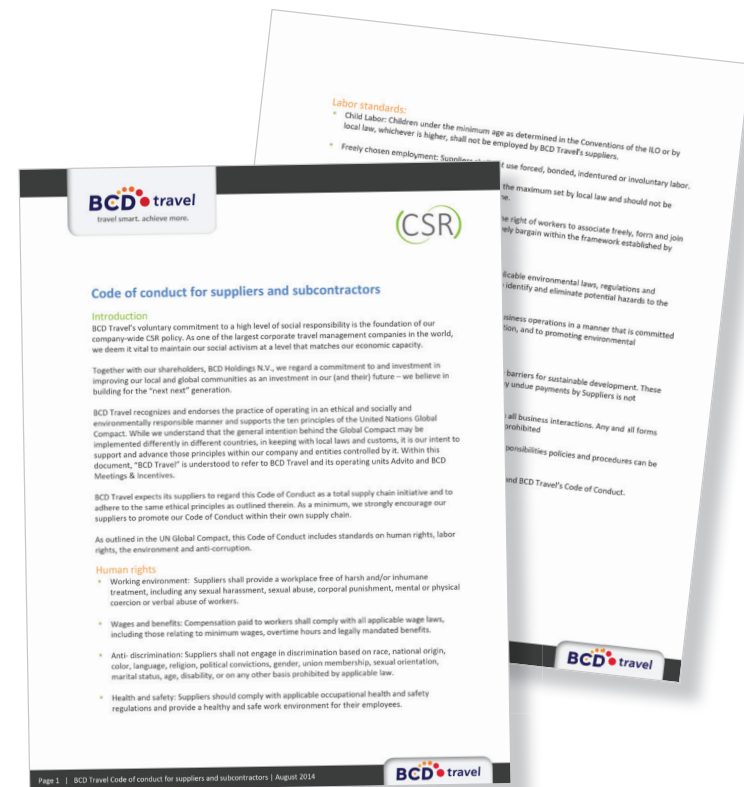 BCD travel
travel smart. achieve more.
(CSR)
Code of conduct for suppliers and subcontractors
Introduction
BCD Travel's voluntary commitment to a high level of social responsibility is the foundation of our
company-wide CSR policy. As one of the largest corporate travel management companies in the world,
we deem it vital to maintain our social activism at a level that matches our economic capacity.
Together with our shareholders, BCD Holdings N.V., we regard a commitment to and investment in
improving our local and global communities as an investment in our (and their) future – we believe in
building for the "next next" generation.
BCD Travel recognizes and endorses the practice of operating in an ethical and socially and
environmentally responsible manner and supports the ten principles of the United Nations Global
Compact. While we understand that the general intention behind the Global Compact may be
implemented differently in different countries, in keeping with local laws and customs, it is our intent to
support and advance those principles within our company and entities controlled by it. Within this
document, "BCD Travel" is understood to refer to BCD Travel and its operating units Advito and BCD
Meetings & Incentives.
BCD Travel expects its suppliers to regard this Code of Conduct as a total supply chain initiative and to
adhere to the same ethical principles as outlined therein. As a minimum, we strongly encourage our
suppliers to promote our Code of Conduct within their own supply chain.
As outlined in the UN Global Compact, this Code of Conduct includes standards on human rights, labor
rights, the environment and anti-corruption.
Human rights
• Working environment: Suppliers shall provide a workplace free of harsh and/or inhumane
treatment, including any sexual harassment, sexual abuse, corporal punishment, mental or physical
coercion or verbal abuse of workers.
• Wages and benefits: Compensation paid to workers shall comply with all applicable wage laws,
including those relating to minimum wages, overtime hours and legally mandated benefits.
• Anti- discrimination: Suppliers shall not engage in discrimination based on race, national origin,
color, language, religion, political convictions, gender, union membership, sexual orientation,
marital status, age, disability, or on any other basis prohibited by applicable law.
• Health and safety: Suppliers should comply with applicable occupational health and safety
regulations and provide a healthy and safe work environment for their employees.
Page 1 | BCD Travel Code of conduct for suppliers and subcontractors | August 2014
BCD travel
Labor standards:
• Child Labor: Children under the minimum age as determined in the Conventions of the ILO or by
local law, whichever is higher, shall not be employed by BCD Travel's suppliers.
• Freely chosen employment: Suppliers use forced, bonded, indentured or involuntary labor.
the maximum set by local law and should not be
right of workers to associate freely, form and join
bargain within the framework established by
environmental laws, regulations and
identify and eliminate potential hazards to the
business operations in a manner that is committed
and to promoting environmental
barriers for sustainable development. These
undue payments by Suppliers is not
all business interactions. Any and all forms
prohibited
policies and procedures can be
and BCD Travel's Code of Conduct.
BCD travel